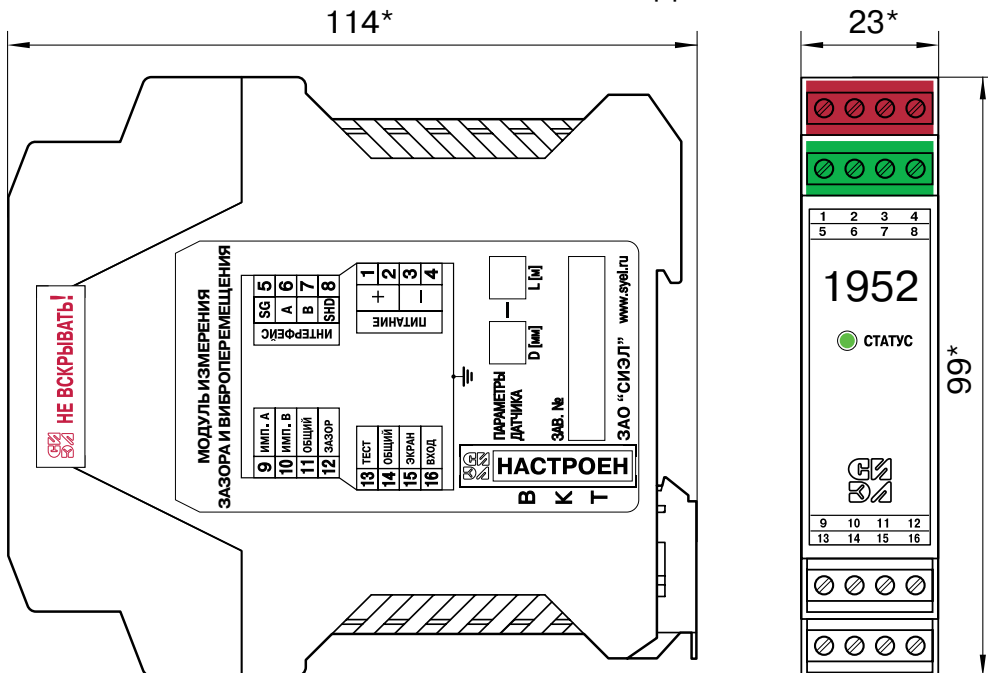 114*
23*
99*
НЕ ВСКРЫВАТЬ!
МОДУЛЬ ИЗМЕРЕНИЯ
ЗАЗОРА И ВИБРОПЕРЕМЕЩЕНИЯ
ИНТЕРФЕЙС
SG 5
A 6
B 7
SHD 8
ПИТАНИЕ
+ 1
2
– 3
4
9 ИМП. А
10 ИМП. В
11 ОБЩИЙ
12 ЗАЗОР
13 ТЕСТ
14 ОБЩИЙ
15 ЭКРАН
16 ВХОД
ПАРАМЕТРЫ
ДАТЧИКА
D [мм] – L [м]
ЗАВ. №
ЗАО "СИЭЛ" www.syel.ru
НАСТРОЕН
В
К
Т
1 2 3 4
5 6 7 8
1952
СТАТУС
9 10 11 12
13 14 15 16